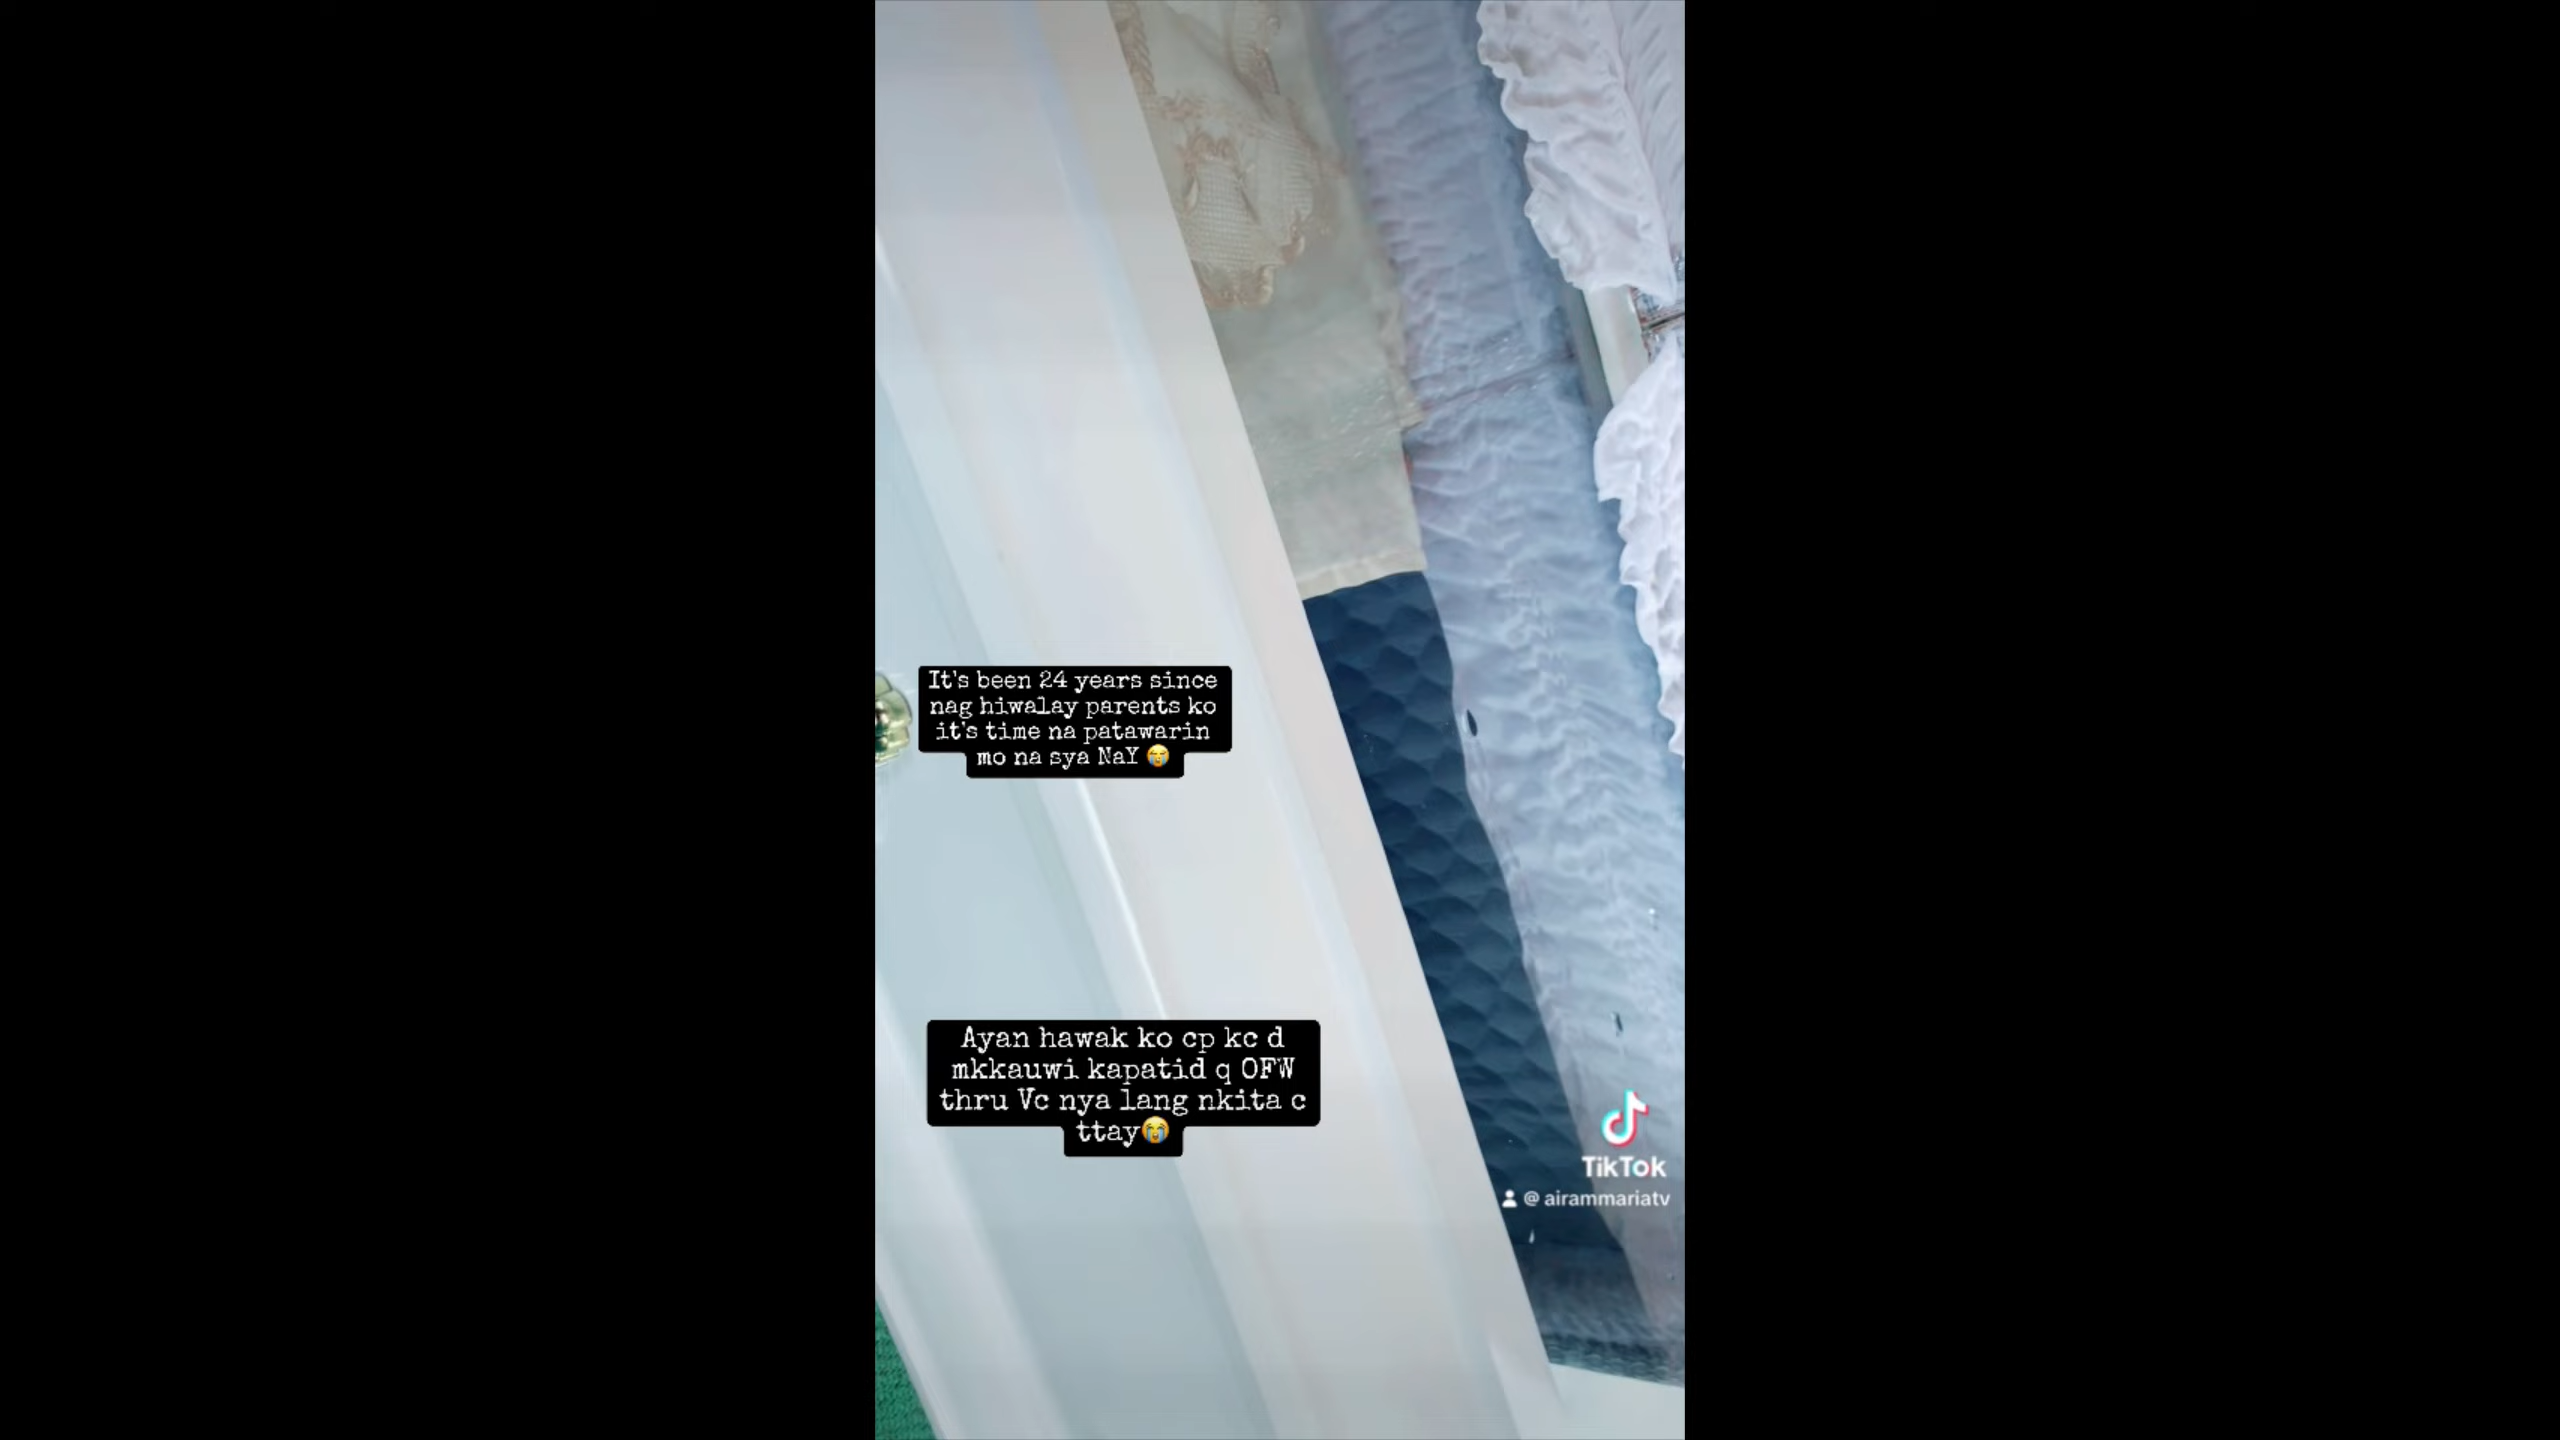 It's been 24 years since
nag hiwalay parents ko
it's time na patawarin
mo na sya NaY 😭
Ayan hawak ko cp kc d
mkkauwi kapatid q OFW
thru Vc nya lang nkita c
ttay😭
TikTok
@ airammariatv